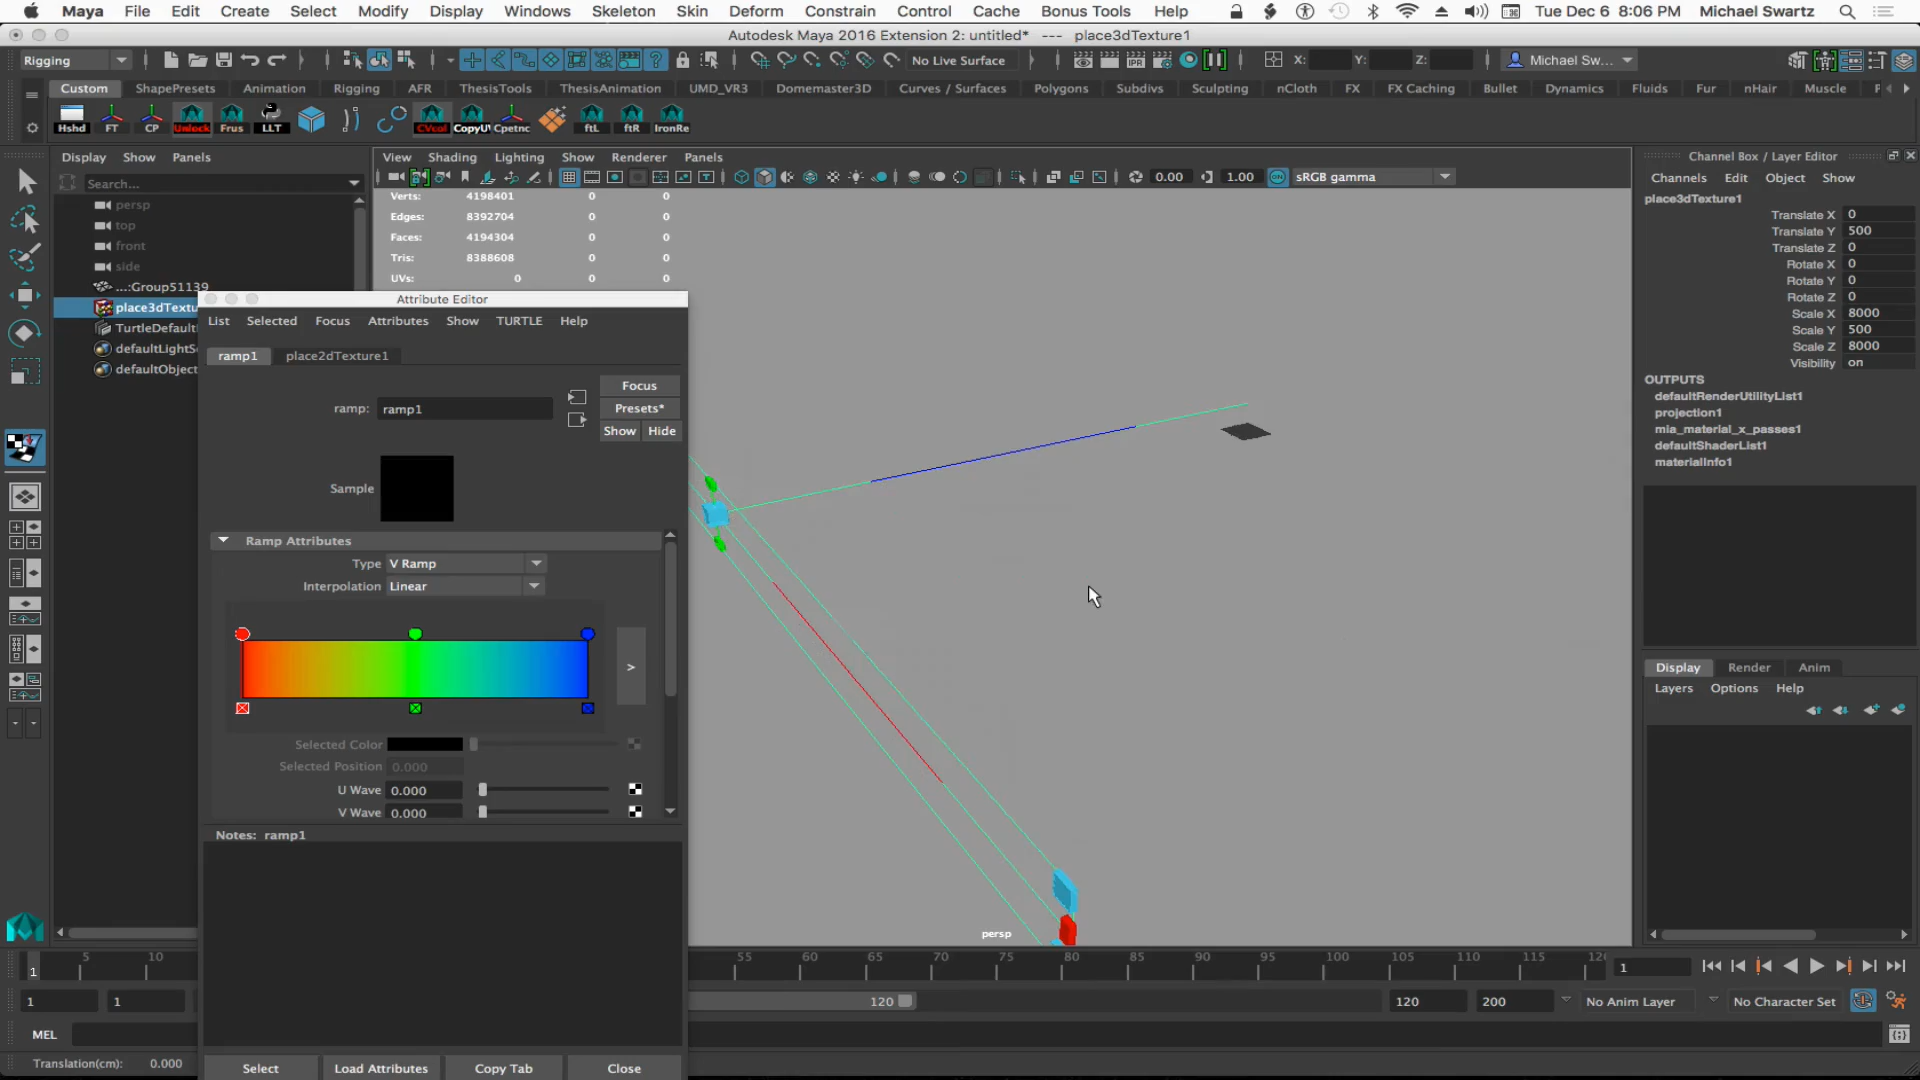 Maya File Edit Create Select Modify Display Windows Skeleton Skin Deform Constrain Control Cache Bonus Tools Help Tue Dec 6 8:06 PM Michael Swartz
Autodesk Maya 2016 Extension 2: untitled* --- place3dTexture1
Rigging No Live Surface X: Y: Z: Michael Sw...
Custom ShapePresets Animation Rigging AFR ThesisTools ThesisAnimation UMD_VR3 Domemaster3D Curves / Surfaces Polygons Subdivs Sculpting nCloth FX FX Caching Bullet Dynamics Fluids Fur nHair Muscle
Hshd FT CP Unlock Frus LLT CVcol CopyU Cpetnc ftL ftR IronRe
Display Show Panels
View Shading Lighting Show Renderer Panels
Search...
0.00 1.00 sRGB gamma
persp
top
front
side
...:Group51139
place3dTextu
TurtleDefault
defaultLightS
defaultObject
Verts: 4198401 0 0
Edges: 8392704 0 0
Faces: 4194304 0 0
Tris: 8388608 0 0
UVs: 0 0 0
Attribute Editor
List Selected Focus Attributes Show TURTLE Help
ramp1 place2dTexture1
ramp: ramp1
Focus
Presets*
Show Hide
Sample
Ramp Attributes
Type V Ramp
Interpolation Linear
>
Selected Color
Selected Position 0.000
U Wave 0.000
V Wave 0.000
Notes: ramp1
Select Load Attributes Copy Tab Close
persp
Channel Box / Layer Editor
Channels Edit Object Show
place3dTexture1
Translate X 0
Translate Y 500
Translate Z 0
Rotate X 0
Rotate Y 0
Rotate Z 0
Scale X 8000
Scale Y 500
Scale Z 8000
Visibility on
OUTPUTS
defaultRenderUtilityList1
projection1
mia_material_x_passes1
defaultShaderList1
materialInfo1
Display Render Anim
Layers Options Help
1 5 10 55 60 65 70 75 80 85 90 95 100 105 110 115 120 1
1 1 120 120 200 No Anim Layer No Character Set
MEL
Translation(cm): 0.000